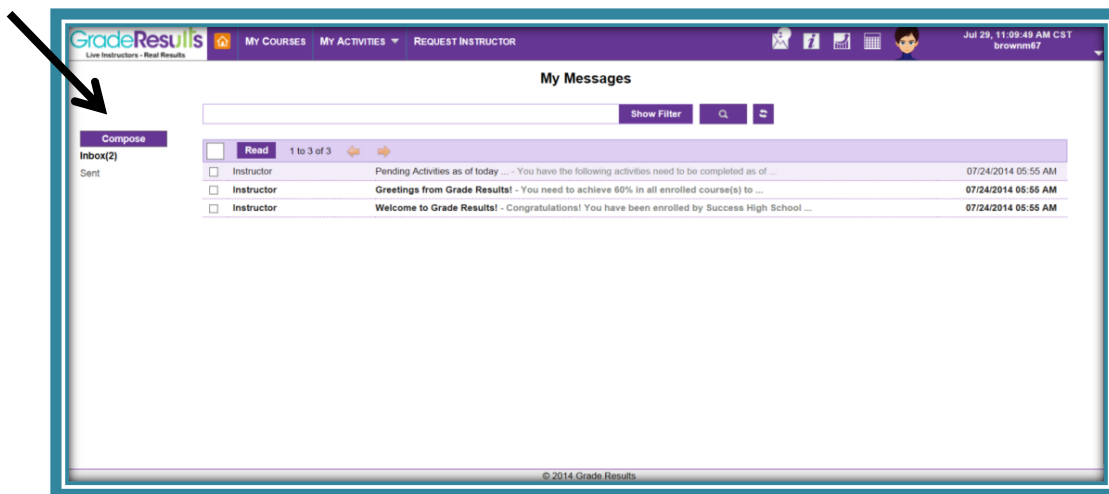 GradeResults
Live Instructors - Real Results
MY COURSES MY ACTIVITIES REQUEST INSTRUCTOR
Jul 29, 11:09:49 AM CST
brownm67
My Messages
Show Filter
Compose
Inbox(2)
Sent
Read 1 to 3 of 3
Instructor Pending Activities as of today ... - You have the following activities need to be completed as of ... 07/24/2014 05:55 AM
Instructor Greetings from Grade Results! - You need to achieve 60% in all enrolled course(s) to ... 07/24/2014 05:55 AM
Instructor Welcome to Grade Results! - Congratulations! You have been enrolled by Success High School ... 07/24/2014 05:55 AM
© 2014 Grade Results